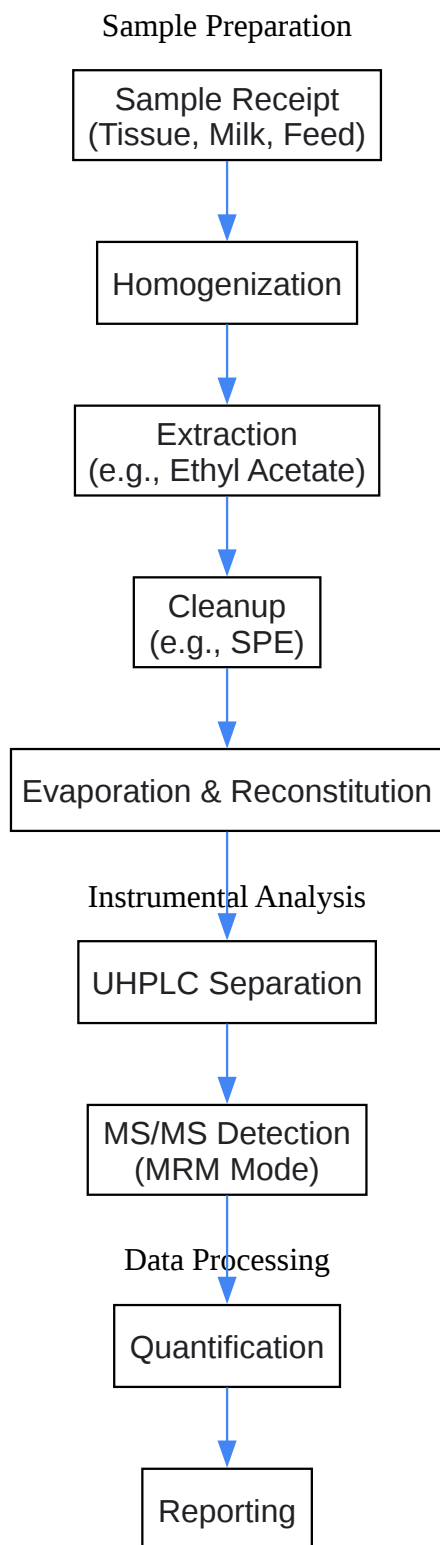 Sample Preparation
Sample Receipt
(Tissue, Milk, Feed)
Homogenization
Extraction
(e.g., Ethyl Acetate)
Cleanup
(e.g., SPE)
Evaporation & Reconstitution
Instrumental Analysis
UHPLC Separation
MS/MS Detection
(MRM Mode)
Data Processing
Quantification
Reporting